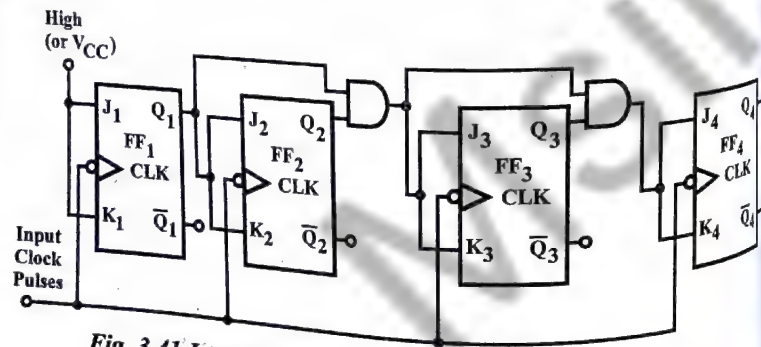 High
(or VCC)
J1 Q1
FF1
CLK
K1 Q̅1
J2 Q2
FF2
CLK
K2 Q̅2
J3 Q3
FF3
CLK
K3 Q̅3
J4 Q4
FF4
CLK
K4 Q̅4
Input
Clock
Pulses
Fig. 3.41